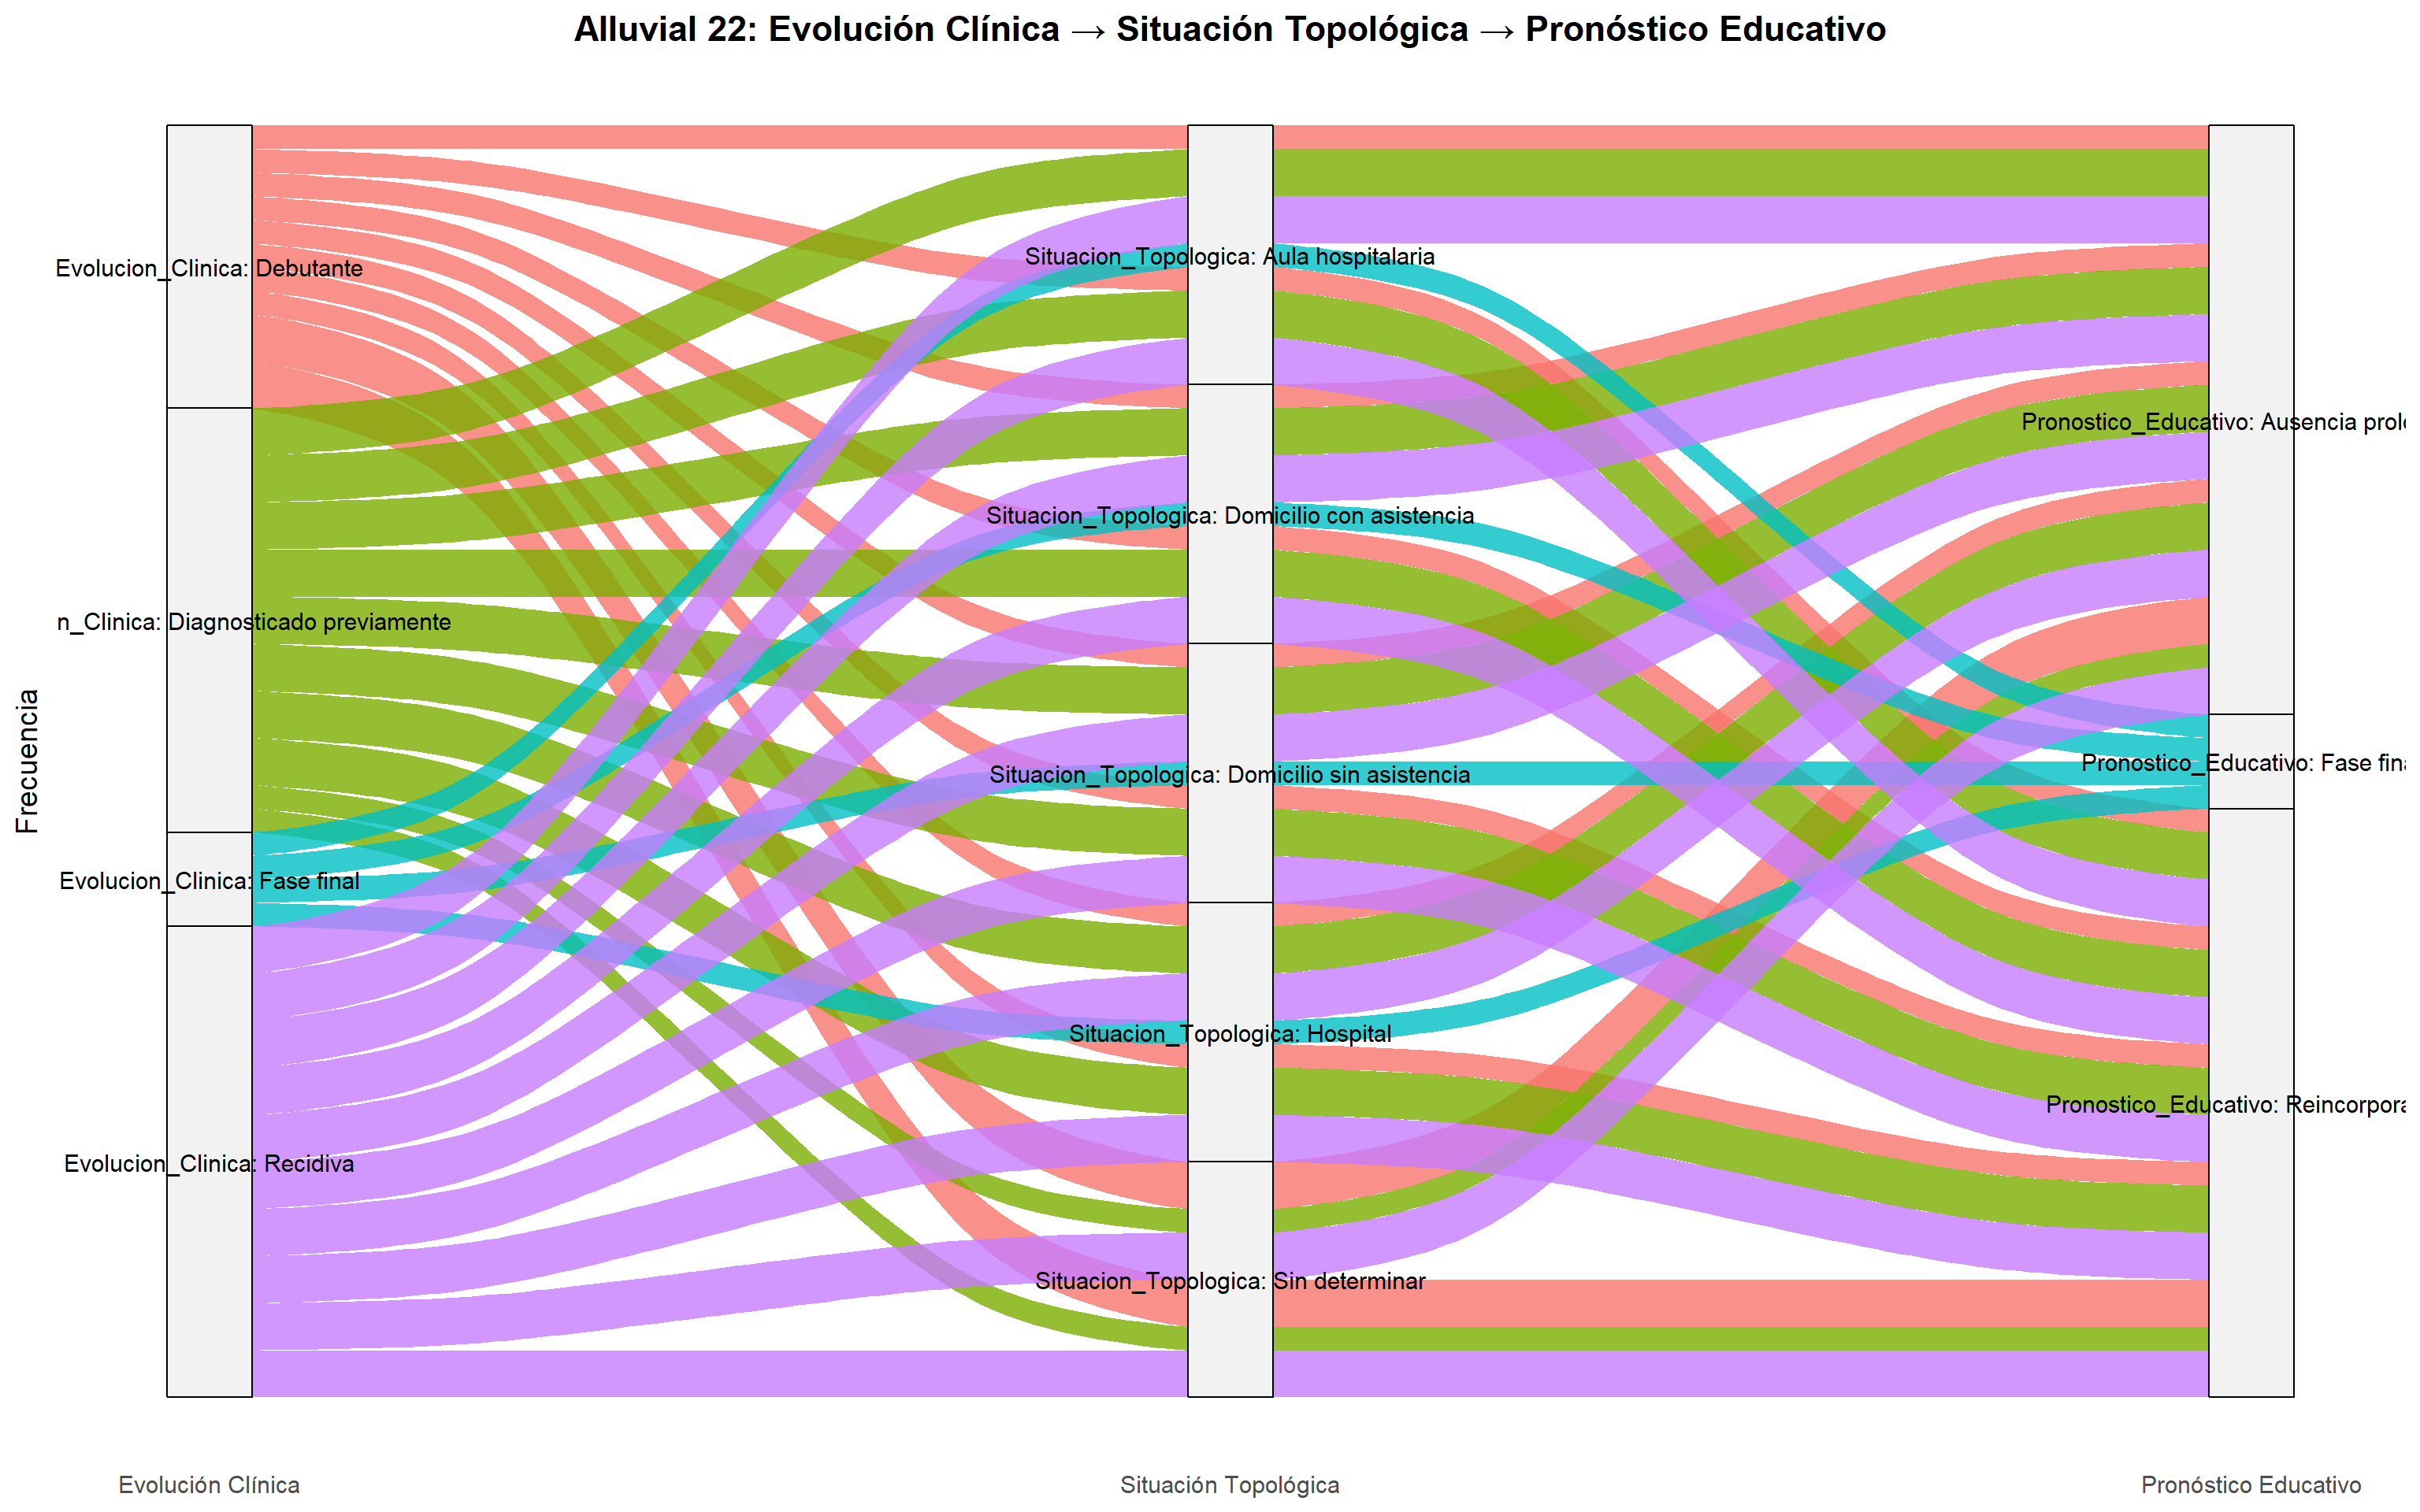 Alluvial 22: Evolución Clínica → Situación Topológica → Pronóstico Educativo
Frecuencia
Evolucion_Clinica: Debutante
n_Clinica: Diagnosticado previamente
Evolucion_Clinica: Fase final
Evolucion_Clinica: Recidiva
Situacion_Topologica: Aula hospitalaria
Situacion_Topologica: Domicilio con asistencia
Situacion_Topologica: Domicilio sin asistencia
Situacion_Topologica: Hospital
Situacion_Topologica: Sin determinar
Pronostico_Educativo: Ausencia prolo
Pronostico_Educativo: Fase fina
Pronostico_Educativo: Reincorpora
Evolución Clínica
Situación Topológica
Pronóstico Educativo